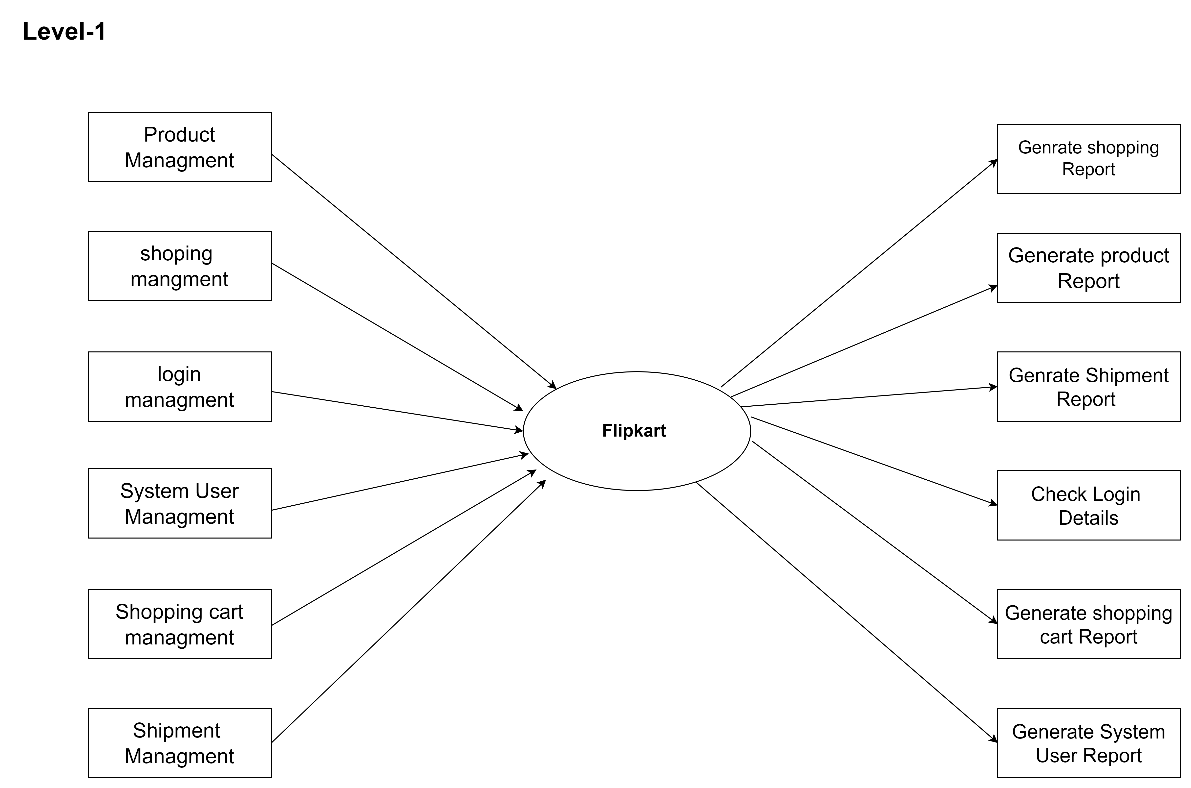 Level-1
Product
Managment
shoping
mangment
login
managment
System User
Managment
Shopping cart
managment
Shipment
Managment
Flipkart
Genrate shopping
Report
Generate product
Report
Genrate Shipment
Report
Check Login
Details
Generate shopping
cart Report
Generate System
User Report